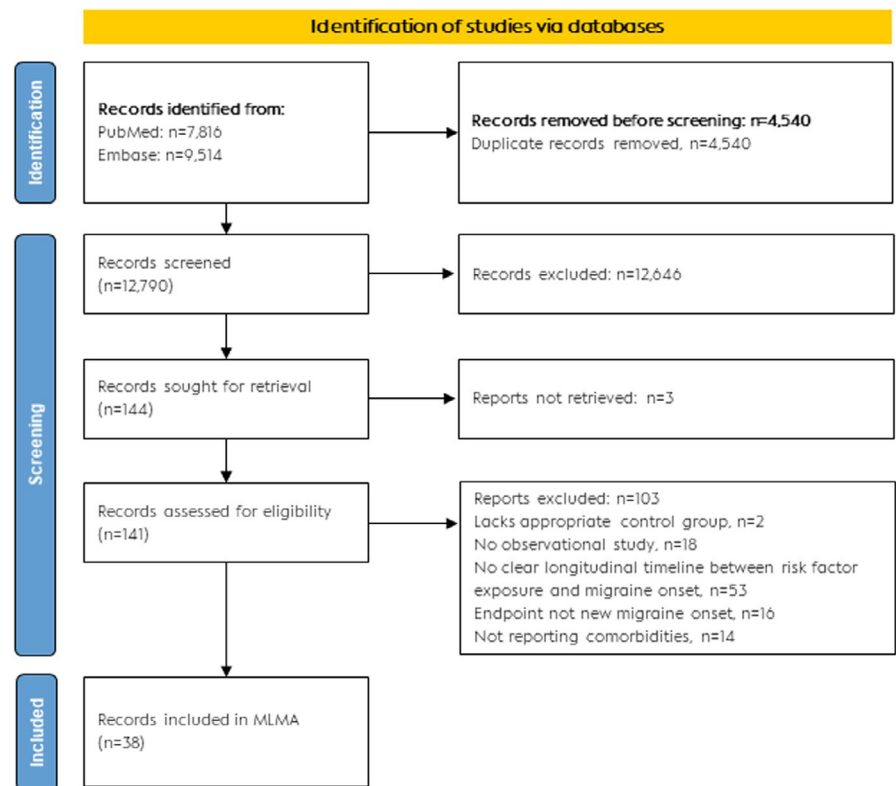 Identification of studies via databases
Identification
Records identified from:
PubMed: n=7,816
Embase: n=9,514
Records removed before screening: n=4,540
Duplicate records removed, n=4,540
Screening
Records screened
(n=12,790)
Records excluded: n=12,646
Records sought for retrieval
(n=144)
Reports not retrieved: n=3
Records assessed for eligibility
(n=141)
Reports excluded: n=103
Lacks appropriate control group, n=2
No observational study, n=18
No clear longitudinal timeline between risk factor
exposure and migraine onset, n=53
Endpoint not new migraine onset, n=16
Not reporting comorbidities, n=14
Included
Records included in MLMA
(n=38)